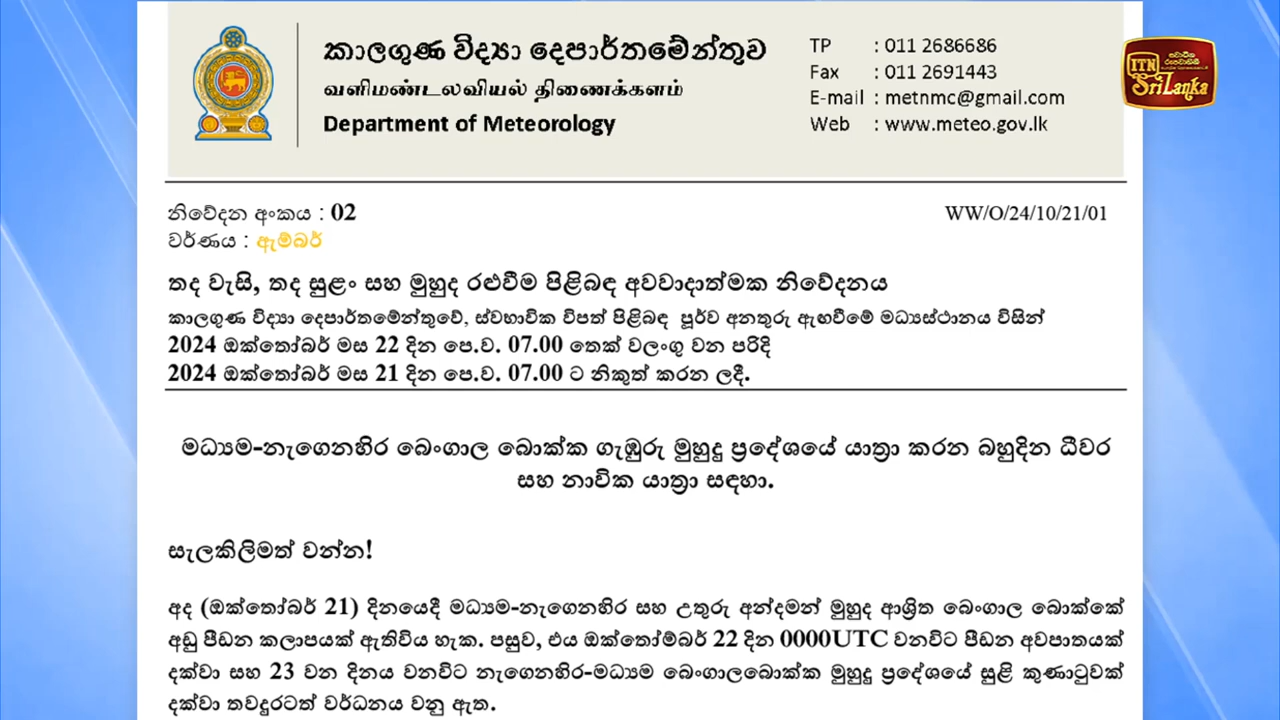 කාලගුණ විද්‍යා දෙපාර්තමේන්තුව
வளிமண்டலவியல் திணைக்களம்
Department of Meteorology
TP : 011 2686686
Fax : 011 2691443
E-mail : metnmc@gmail.com
Web : www.meteo.gov.lk
ITN
Sri Lanka
නිවේදන අංකය : 02
WW/O/24/10/21/01
වර්ණය : ඇම්බර්
තද වැසි, තද සුළං සහ මුහුද රළුවීම පිළිබඳ අවවාදාත්මක නිවේදනය
කාලගුණ විද්‍යා දෙපාර්තමේන්තුවේ, ස්වභාවික විපත් පිළිබඳ පූර්ව අනතුරු ඇඟවීමේ මධ්‍යස්ථානය විසින්
2024 ඔක්තෝබර් මස 22 දින පෙ.ව. 07.00 තෙක් වලංගු වන පරිදි
2024 ඔක්තෝබර් මස 21 දින පෙ.ව. 07.00 ට නිකුත් කරන ලදී.
මධ්‍යම-නැගෙනහිර බෙංගාල බොක්ක ගැඹුරු මුහුදු ප්‍රදේශයේ යාත්‍රා කරන බහුදින ධීවර
සහ නාවික යාත්‍රා සඳහා.
සැලකිලිමත් වන්න!
අද (ඔක්තෝබර් 21) දිනයෙදී මධ්‍යම-නැගෙනහිර සහ උතුරු අන්දමන් මුහුද ආශ්‍රිත බෙංගාල බොක්කේ
අඩු පීඩන කලාපයක් ඇතිවිය හැක. පසුව, එය ඔක්තෝම්බර් 22 දින 0000UTC වනවිට පීඩන අවපාතයක්
දක්වා සහ 23 වන දිනය වනවිට නැගෙනහිර-මධ්‍යම බෙංගාලබොක්ක මුහුදු ප්‍රදේශයේ සුළි කුණාටුවක්
දක්වා තවදුරටත් වර්ධනය වනු ඇත.